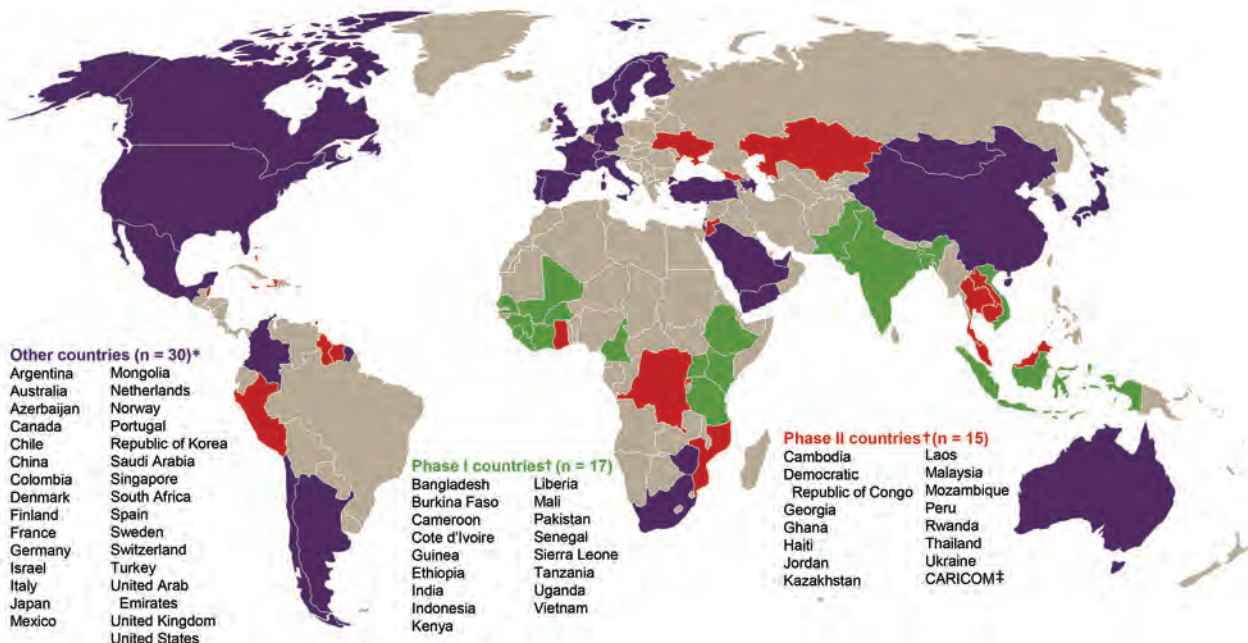 Other countries (n = 30)*
Argentina
Australia
Azerbaijan
Canada
Chile
China
Colombia
Denmark
Finland
France
Germany
Israel
Italy
Japan
Mexico
Mongolia
Netherlands
Norway
Portugal
Republic of Korea
Saudi Arabia
Singapore
South Africa
Spain
Sweden
Switzerland
Turkey
United Arab
Emirates
United Kingdom
United States
Phase I countries† (n = 17)
Bangladesh
Burkina Faso
Cameroon
Cote d'Ivoire
Guinea
Ethiopia
India
Indonesia
Kenya
Liberia
Mali
Pakistan
Senegal
Sierra Leone
Tanzania
Uganda
Vietnam
Phase II countries† (n = 15)
Cambodia
Democratic
Republic of Congo
Georgia
Ghana
Haiti
Jordan
Kazakhstan
Laos
Malaysia
Mozambique
Peru
Rwanda
Thailand
Ukraine
CARICOM‡